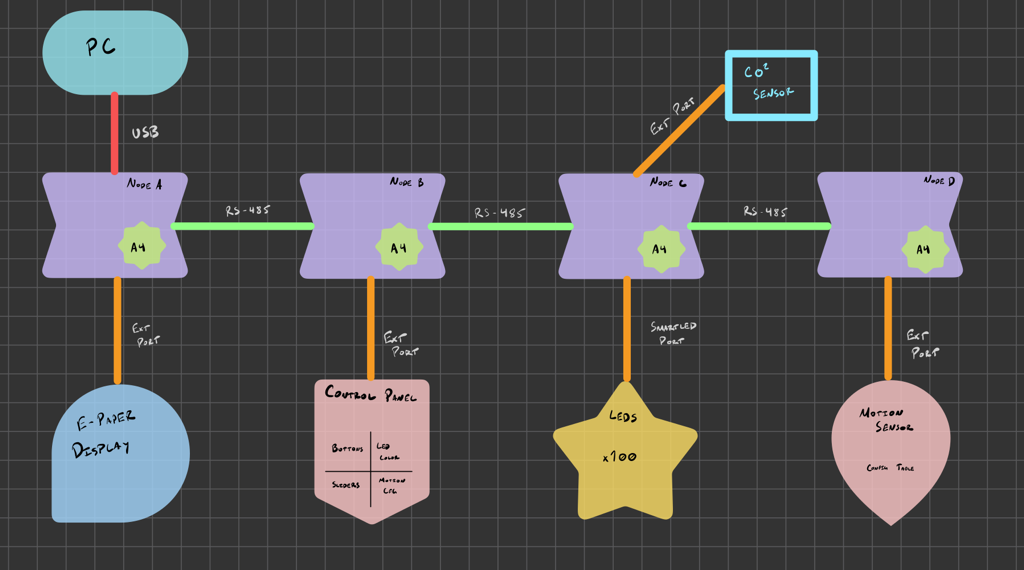 PC
USB
CO²
SENSOR
EXT PORT
NODE A
NODE B
NODE C
NODE D
RS-485
RS-485
RS-485
A4
A4
A4
A4
EXT
PORT
EXT
PORT
SMARTLED
PORT
EXT
PORT
E-PAPER
DISPLAY
CONTROL PANEL
BUTTONS
LED
COLOR
SLIDERS
MOTION
CFG
LEDS
x100
MOTION
SENSOR
CONFIG TABLE